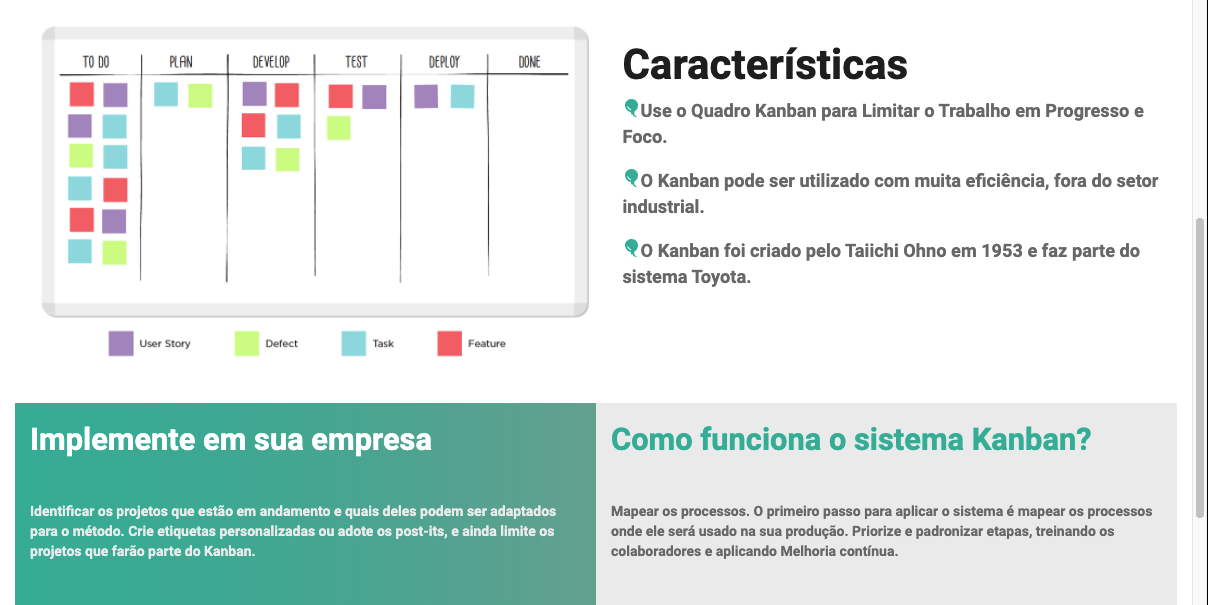 TO DO PLAN DEVELOP TEST DEPLOY DONE
User Story Defect Task Feature
Características
Use o Quadro Kanban para Limitar o Trabalho em Progresso e
Foco.
O Kanban pode ser utilizado com muita eficiência, fora do setor
industrial.
O Kanban foi criado pelo Taiichi Ohno em 1953 e faz parte do
sistema Toyota.
Implemente em sua empresa
Identificar os projetos que estão em andamento e quais deles podem ser adaptados
para o método. Crie etiquetas personalizadas ou adote os post-its, e ainda limite os
projetos que farão parte do Kanban.
Como funciona o sistema Kanban?
Mapear os processos. O primeiro passo para aplicar o sistema é mapear os processos
onde ele será usado na sua produção. Priorize e padronizar etapas, treinando os
colaboradores e aplicando Melhoria contínua.